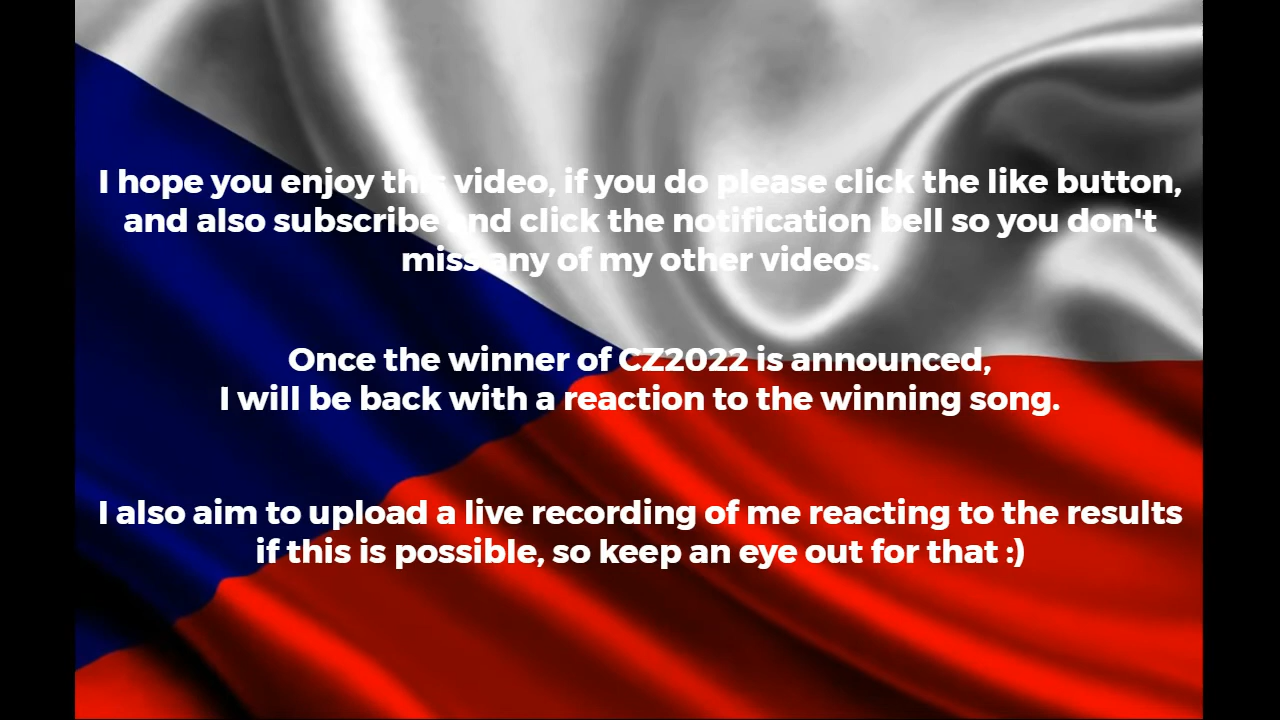 I hope you enjoy this video, if you do please click the like button,
and also subscribe and click the notification bell so you don't
miss any of my other videos.
Once the winner of CZ2022 is announced,
I will be back with a reaction to the winning song.
I also aim to upload a live recording of me reacting to the results
if this is possible, so keep an eye out for that :)